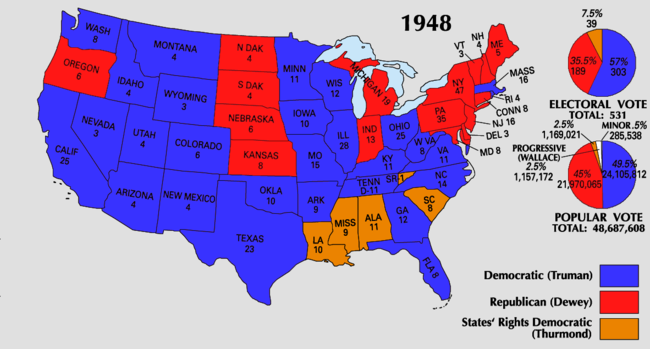 1948
WASH
8
OREGON
6
CALIF
25
NEVADA
3
IDAHO
4
MONTANA
4
WYOMING
3
UTAH
4
ARIZONA
4
COLORADO
6
NEW MEXICO
4
N DAK
4
S DAK
4
NEBRASKA
6
KANSAS
8
OKLA
10
TEXAS
23
MINN
11
IOWA
10
MO
15
ARK
9
LA
10
WIS
12
ILL
28
MICHIGAN 19
IND
13
OHIO
25
KY
11
TENN
D-11
SR-1
MISS
9
ALA
11
GA
12
FLA 8
SC
8
NC
14
VA
11
W VA
8
PA
35
NY
47
VT
3
NH
4
ME
5
MASS
16
RI 4
CONN 8
NJ 16
DEL 3
MD 8
7.5%
39
35.5%
189
57%
303
ELECTORAL VOTE
TOTAL: 531
2.5%
1,169,021
MINOR .5%
285,538
PROGRESSIVE
(WALLACE)
2.5%
1,157,172
45%
21,970,065
49.5%
24,105,812
POPULAR VOTE
TOTAL: 48,687,608
Democratic (Truman)
Republican (Dewey)
States' Rights Democratic
(Thurmond)